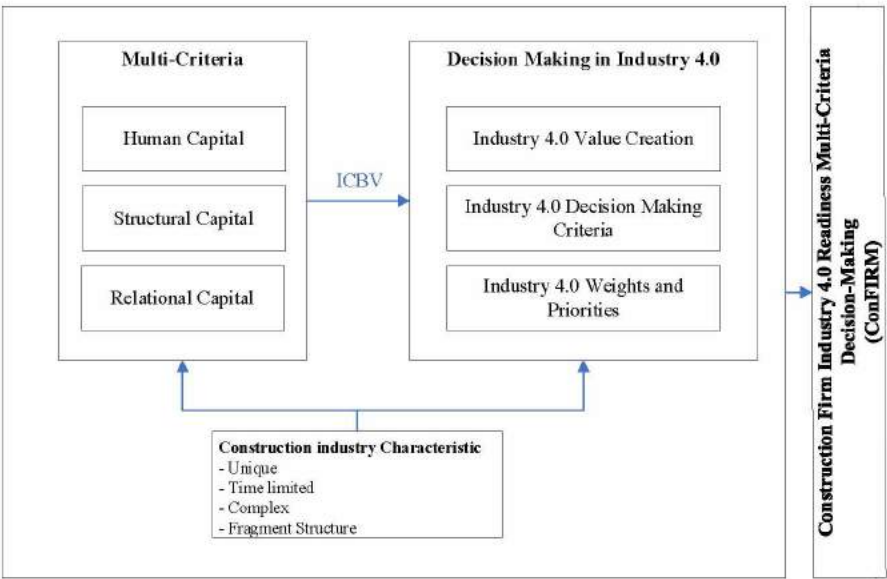 Multi-Criteria
Human Capital
Structural Capital
Relational Capital
ICBV
Decision Making in Industry 4.0
Industry 4.0 Value Creation
Industry 4.0 Decision Making
Criteria
Industry 4.0 Weights and
Priorities
Construction industry Characteristic
- Unique
- Time limited
- Complex
- Fragment Structure
Construction Firm Industry 4.0 Readiness Multi-Criteria
Decision-Making
(ConFIRM)